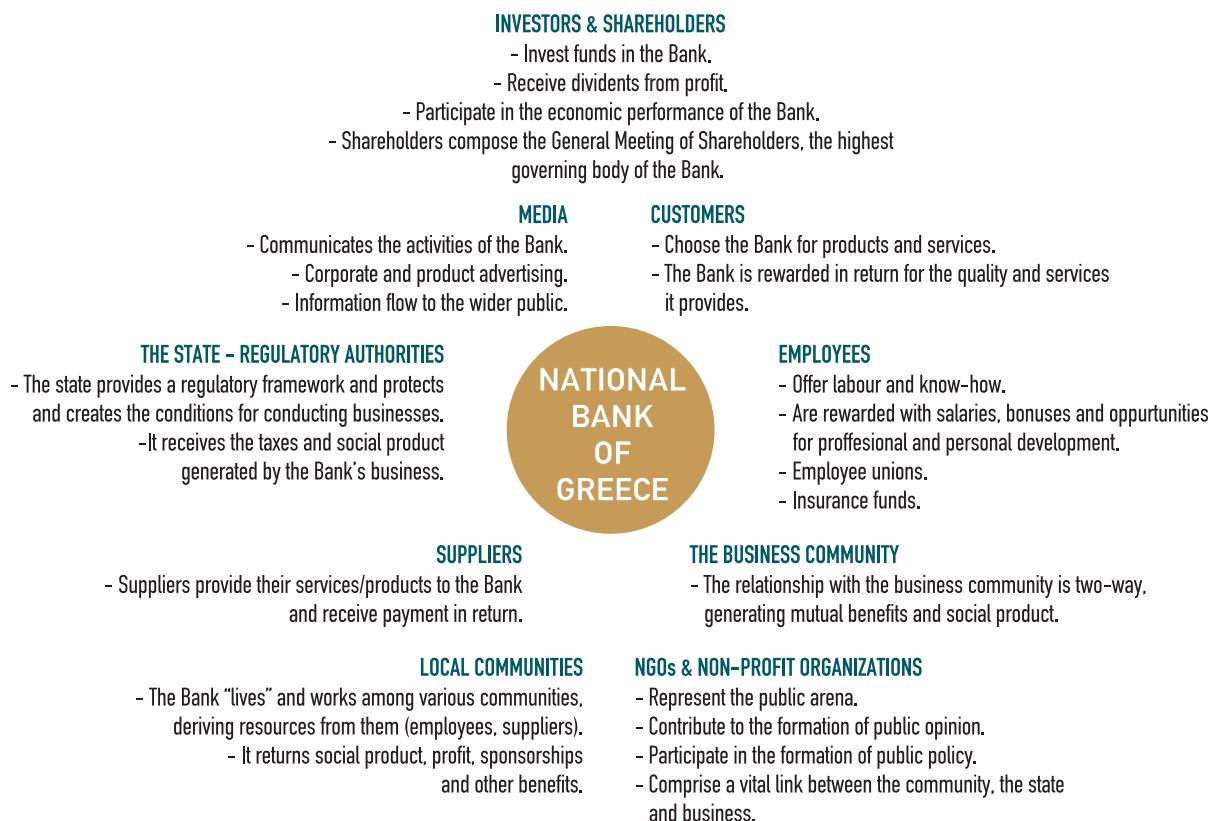 INVESTORS & SHAREHOLDERS
- Invest funds in the Bank.
- Receive dividents from profit.
- Participate in the economic performance of the Bank.
- Shareholders compose the General Meeting of Shareholders, the highest
governing body of the Bank.
MEDIA
- Communicates the activities of the Bank.
- Corporate and product advertising.
- Information flow to the wider public.
CUSTOMERS
- Choose the Bank for products and services.
- The Bank is rewarded in return for the quality and services
it provides.
THE STATE - REGULATORY AUTHORITIES
- The state provides a regulatory framework and protects
and creates the conditions for conducting businesses.
-It receives the taxes and social product
generated by the Bank's business.
NATIONAL
BANK
OF
GREECE
EMPLOYEES
- Offer labour and know-how.
- Are rewarded with salaries, bonuses and oppurtunities
for proffesional and personal development.
- Employee unions.
- Insurance funds.
SUPPLIERS
- Suppliers provide their services/products to the Bank
and receive payment in return.
THE BUSINESS COMMUNITY
- The relationship with the business community is two-way,
generating mutual benefits and social product.
LOCAL COMMUNITIES
- The Bank "lives" and works among various communities,
deriving resources from them (employees, suppliers).
- It returns social product, profit, sponsorships
and other benefits.
NGOs & NON-PROFIT ORGANIZATIONS
- Represent the public arena.
- Contribute to the formation of public opinion.
- Participate in the formation of public policy.
- Comprise a vital link between the community, the state
and business.